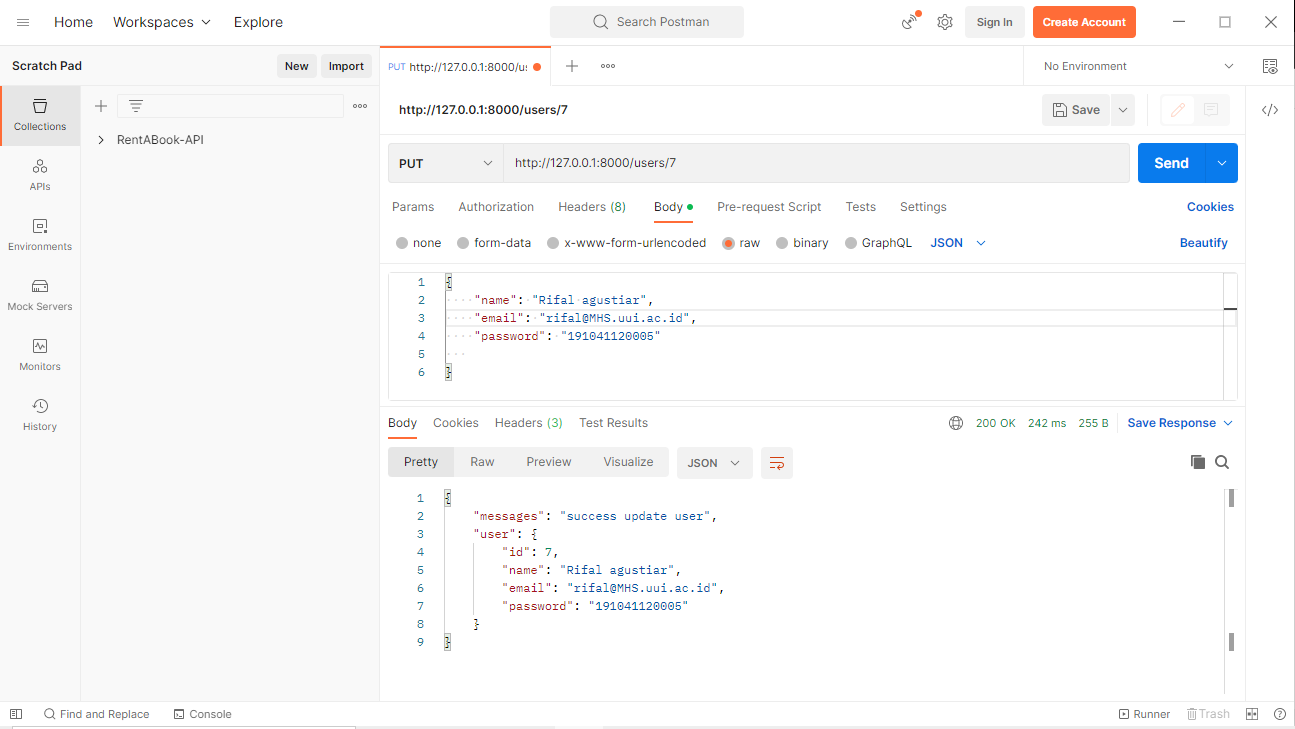 Home Workspaces Explore Search Postman Sign In Create Account
Scratch Pad New Import PUT http://127.0.0.1:8000/us No Environment
Collections
APIs
Environments
Mock Servers
Monitors
History
RentABook-API
http://127.0.0.1:8000/users/7 Save </>
PUT http://127.0.0.1:8000/users/7 Send
Params Authorization Headers (8) Body Pre-request Script Tests Settings Cookies
none form-data x-www-form-urlencoded raw binary GraphQL JSON Beautify
1 {
2 "name": "Rifal agustiar",
3 "email": "rifal@MHS.uui.ac.id",
4 "password": "191041120005"
5
6 }
Body Cookies Headers (3) Test Results 200 OK 242 ms 255 B Save Response
Pretty Raw Preview Visualize JSON
1 {
2 "messages": "success update user",
3 "user": {
4 "id": 7,
5 "name": "Rifal agustiar",
6 "email": "rifal@MHS.uui.ac.id",
7 "password": "191041120005"
8 }
9 }
Find and Replace Console Runner Trash